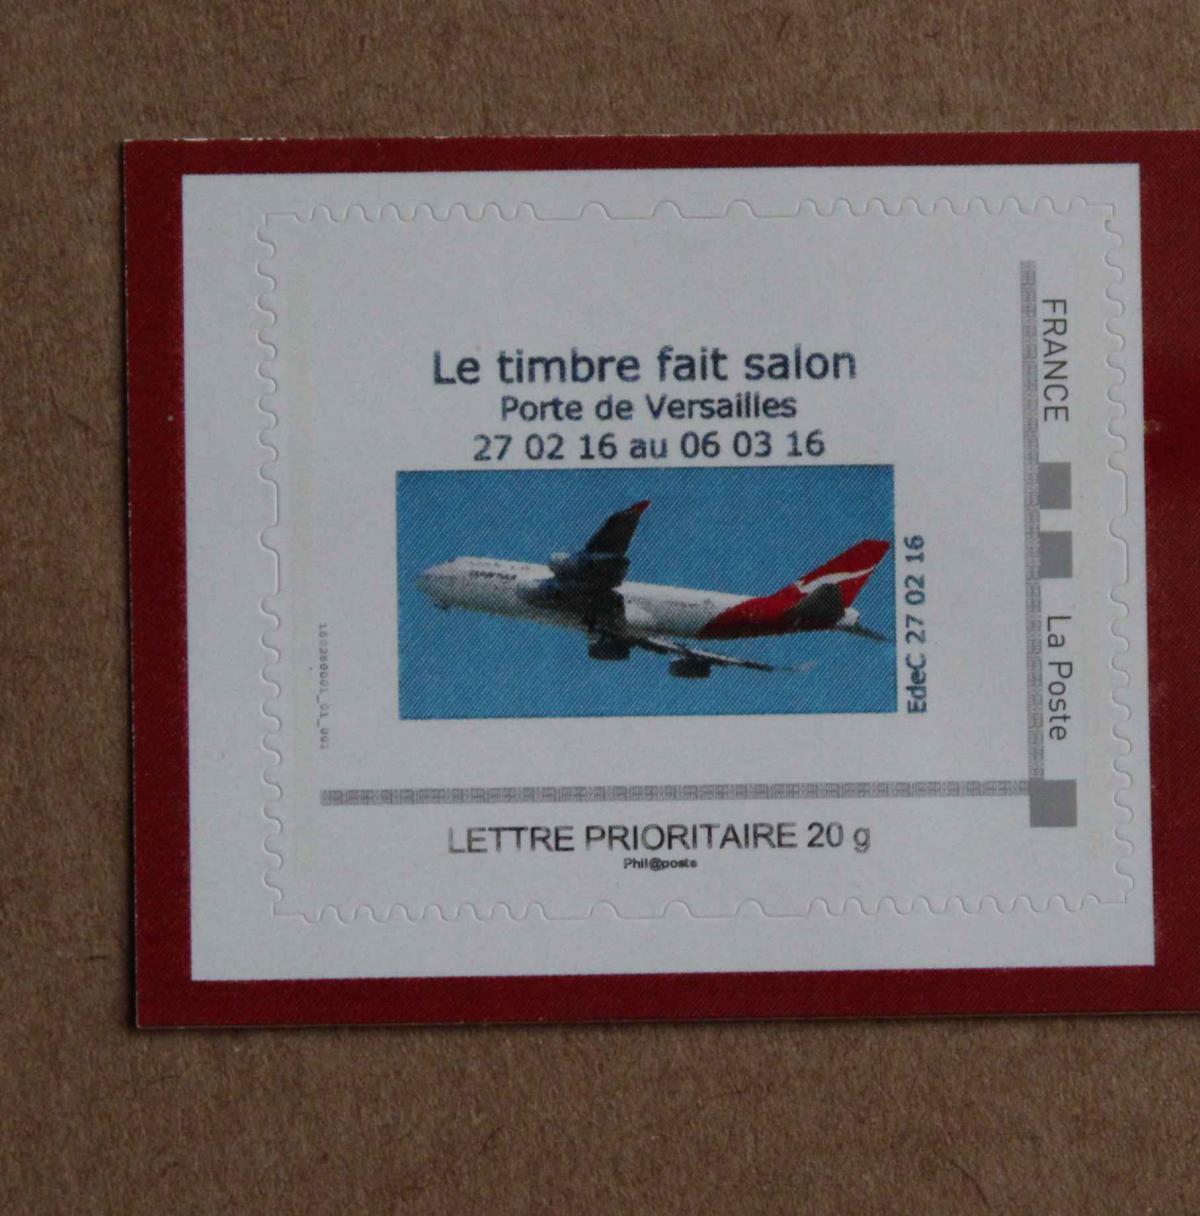 Le timbre fait salon
Porte de Versailles
27 02 16 au 06 03 16
EdeC 27 02 16
FRANCE
La Poste
LETTRE PRIORITAIRE 20 g
Phil@poste